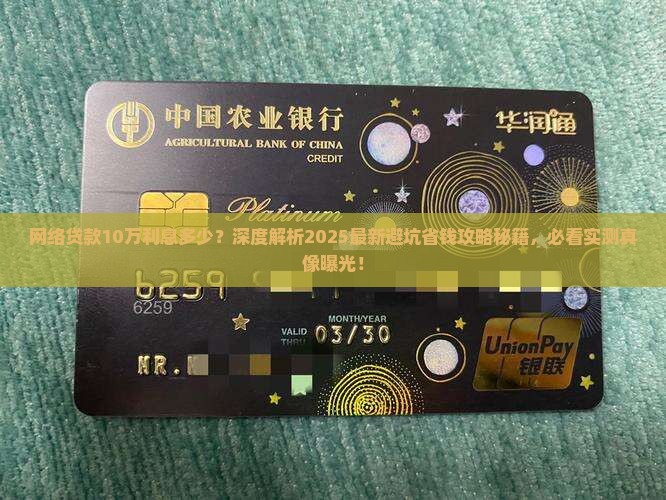 中国农业银行
AGRICULTURAL BANK OF CHINA
CREDIT
华润通
Platinum
网络贷款10万利息多少？深度解析2025最新避坑省钱攻略秘籍，必看实测真
像曝光！
6259
6259
MONTH/YEAR
VALID THRU 03/30
MR.
UnionPay
银联